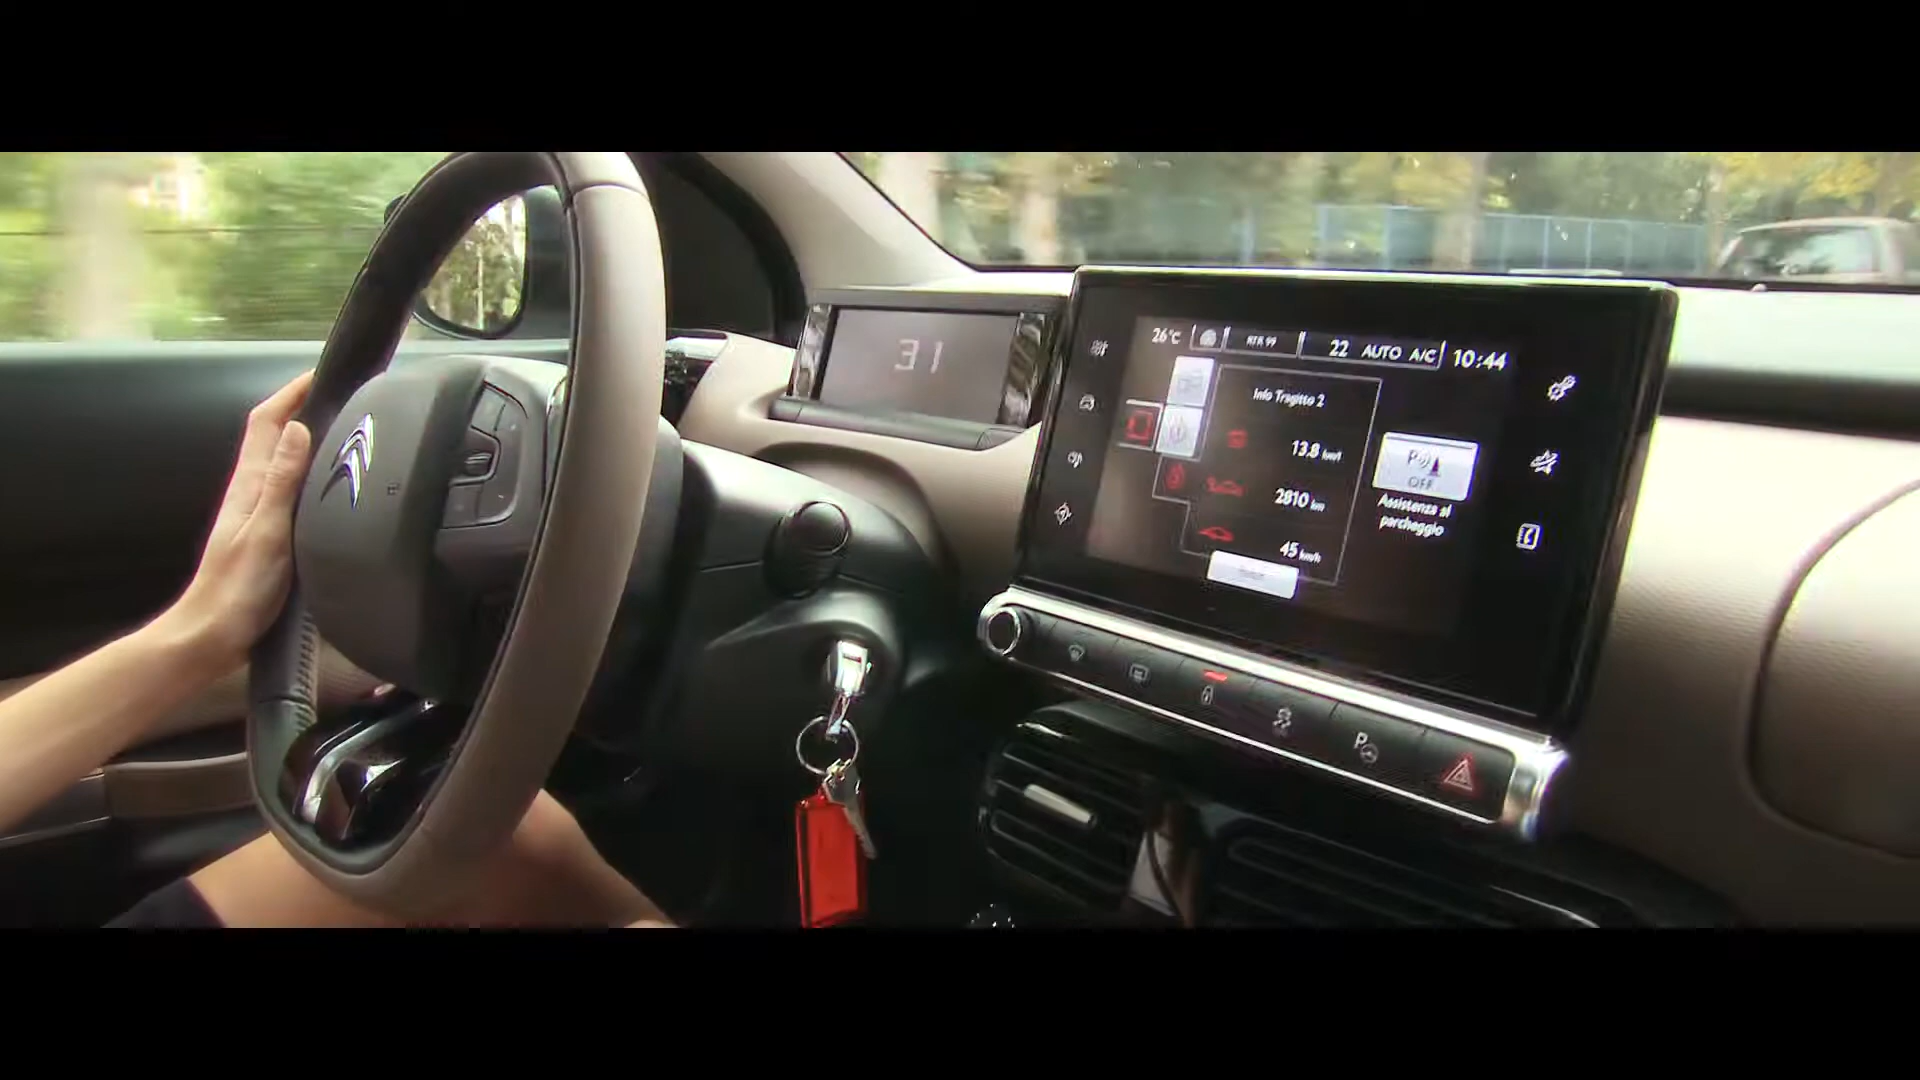 31
26°C
22 AUTO A/C 10:44
Info Tragitto 2
13.8 km/l
2810 km
45 km/h
OFF
Assistenza al
parcheggio
P